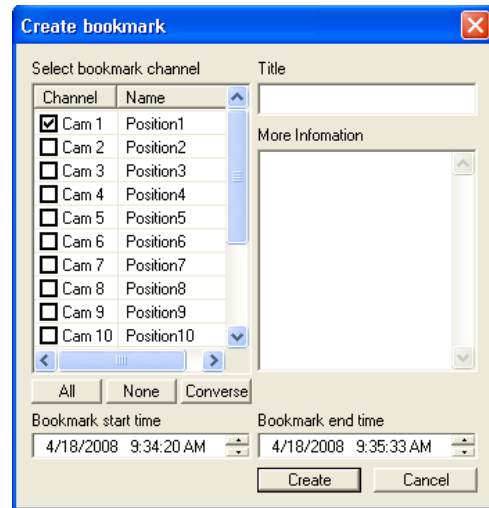 Create bookmark
Select bookmark channel
Channel Name
Cam 1 Position1
Cam 2 Position2
Cam 3 Position3
Cam 4 Position4
Cam 5 Position5
Cam 6 Position6
Cam 7 Position7
Cam 8 Position8
Cam 9 Position9
Cam 10 Position10
All None Converse
Title
More Infomation
Bookmark start time
4/18/2008 9:34:20 AM
Bookmark end time
4/18/2008 9:35:33 AM
Create Cancel